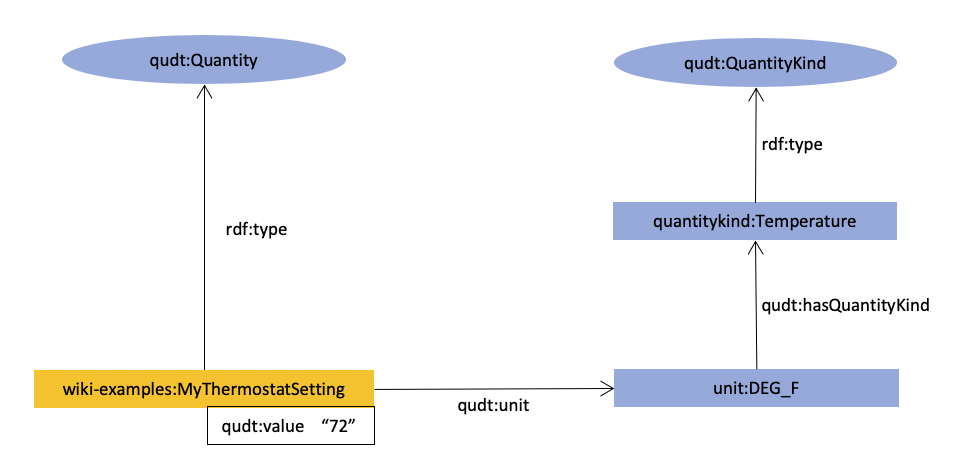 qudt:Quantity
qudt:QuantityKind
rdf:type
quantitykind:Temperature
rdf:type
qudt:hasQuantityKind
wiki-examples:MyThermostatSetting
unit:DEG_F
qudt:unit
qudt:value “72”